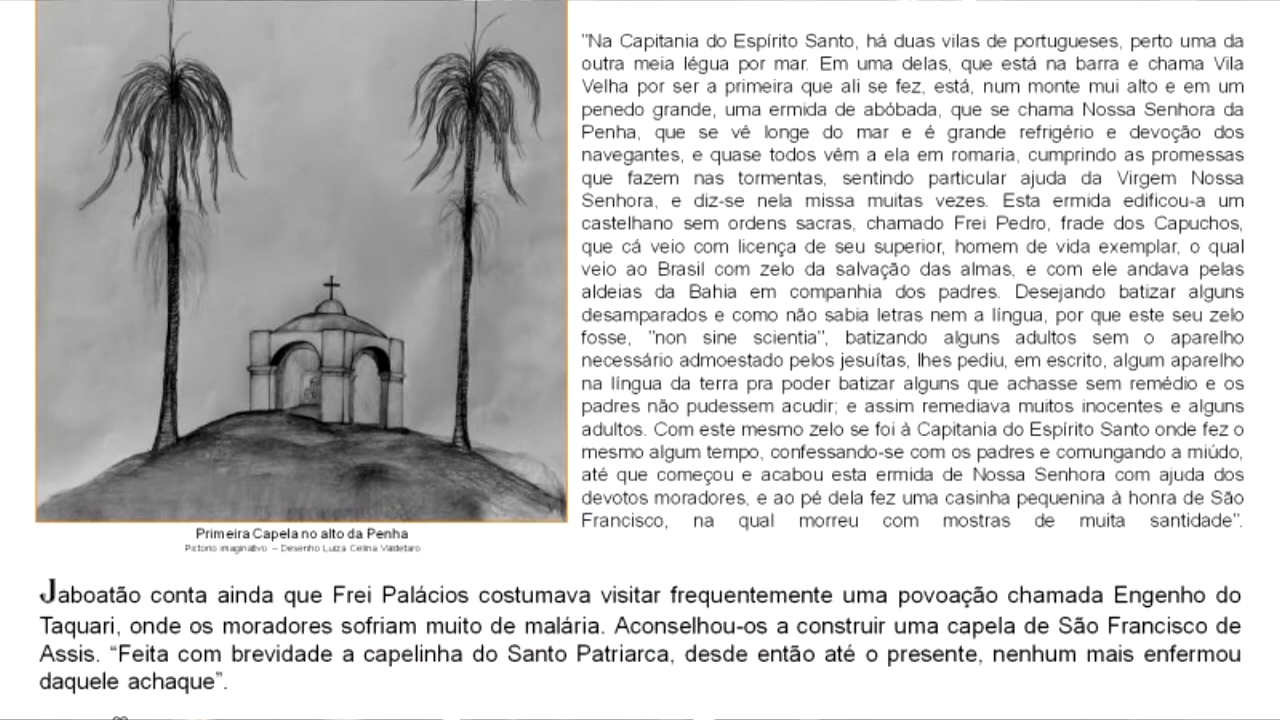 "Na Capitania do Espírito Santo, há duas vilas de portugueses, perto uma da
outra meia légua por mar. Em uma delas, que está na barra e chama Vila
Velha por ser a primeira que ali se fez, está, num monte mui alto e em um
penedo grande, uma ermida de abóbada, que se chama Nossa Senhora da
Penha, que se vê longe do mar e é grande refrigério e devoção dos
navegantes, e quase todos vêm a ela em romaria, cumprindo as promessas
que fazem nas tormentas, sentindo particular ajuda da Virgem Nossa
Senhora, e diz-se nela missa muitas vezes. Esta ermida edificou-a um
castelhano sem ordens sacras, chamado Frei Pedro, frade dos Capuchos,
que cá veio com licença de seu superior, homem de vida exemplar, o qual
veio ao Brasil com zelo da salvação das almas, e com ele andava pelas
aldeias da Bahia em companhia dos padres. Desejando batizar alguns
desamparados e como não sabia letras nem a língua, por que este seu zelo
fosse, "non sine scientia", batizando alguns adultos sem o aparelho
necessário admoestado pelos jesuítas, lhes pediu, em escrito, algum aparelho
na língua da terra pra poder batizar alguns que achasse sem remédio e os
padres não pudessem acudir; e assim remediava muitos inocentes e alguns
adultos. Com este mesmo zelo se foi à Capitania do Espírito Santo onde fez o
mesmo algum tempo, confessando-se com os padres e comungando a miúdo,
até que começou e acabou esta ermida de Nossa Senhora com ajuda dos
devotos moradores, e ao pé dela fez uma casinha pequenina à honra de São
Francisco, na qual morreu com mostras de muita santidade".
Primeira Capela no alto da Penha
Pictorio imaginativo – Desenho Luiza Celina Valdetaro
Jaboatão conta ainda que Frei Palácios costumava visitar frequentemente uma povoação chamada Engenho do
Taquari, onde os moradores sofriam muito de malária. Aconselhou-os a construir uma capela de São Francisco de
Assis. “Feita com brevidade a capelinha do Santo Patriarca, desde então até o presente, nenhum mais enfermou
daquele achaque”.